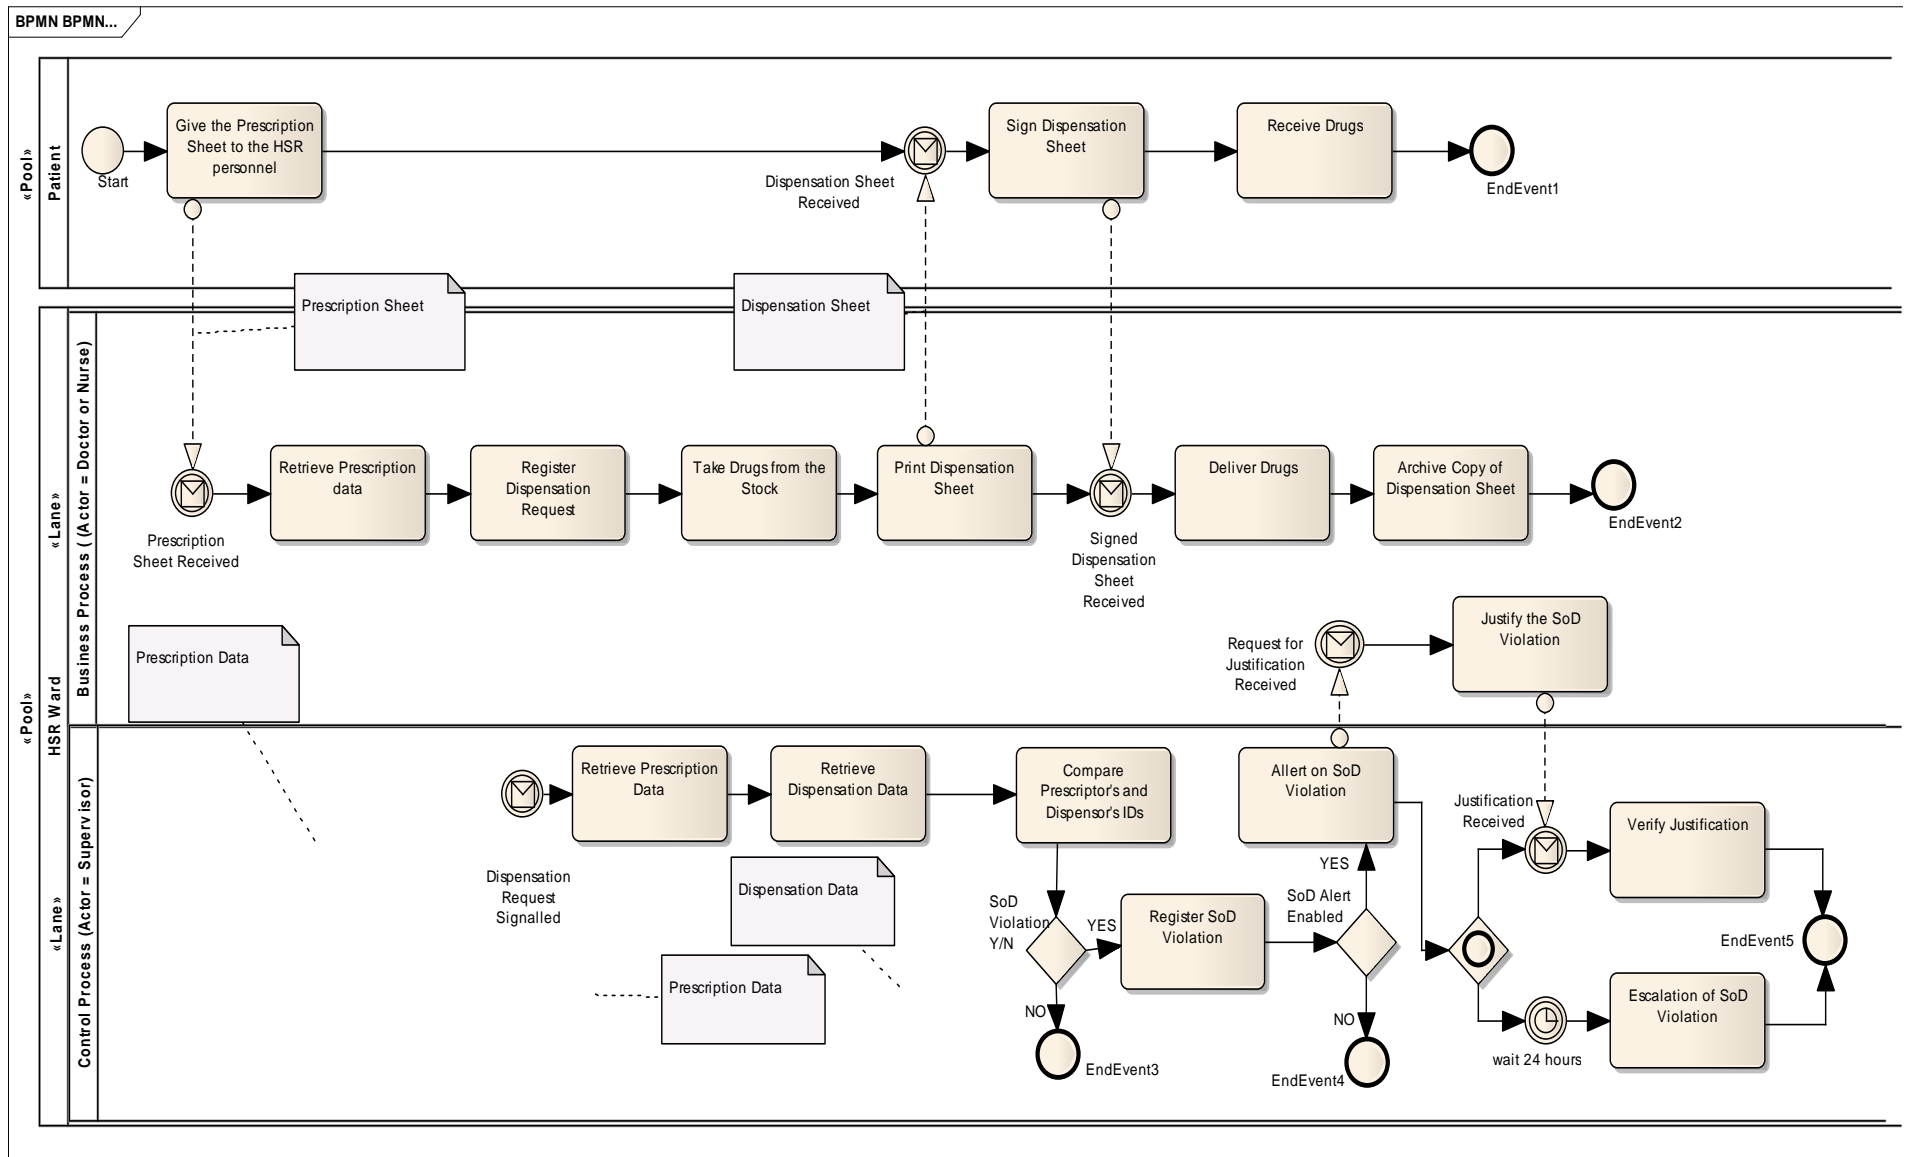 BPMN BPMN...
«Pool»
Patient
Start
Give the Prescription
Sheet to the HSR
personnel
Dispensation Sheet
Received
Sign Dispensation
Sheet
Receive Drugs
EndEvent1
Prescription Sheet
Dispensation Sheet
«Pool»
HSR Ward
«Lane»
Business Process ( (Actor = Doctor or Nurse)
Prescription
Sheet Received
Retrieve Prescription
data
Register
Dispensation
Request
Take Drugs from the
Stock
Print Dispensation
Sheet
Signed
Dispensation
Sheet
Received
Deliver Drugs
Archive Copy of
Dispensation Sheet
EndEvent2
Prescription Data
Request for
Justification
Received
Justify the SoD
Violation
«Lane»
Control Process (Actor = Supervisor)
Dispensation
Request
Signalled
Retrieve Prescription
Data
Retrieve
Dispensation Data
Compare
Prescriptor's and
Dispensor's IDs
Allert on SoD
Violation
Justification
Received
Verify Justification
Dispensation Data
Prescription Data
SoD
Violation
Y/N
YES
NO
EndEvent3
Register SoD
Violation
SoD Alert
Enabled
YES
NO
EndEvent4
wait 24 hours
Escalation of SoD
Violation
EndEvent5